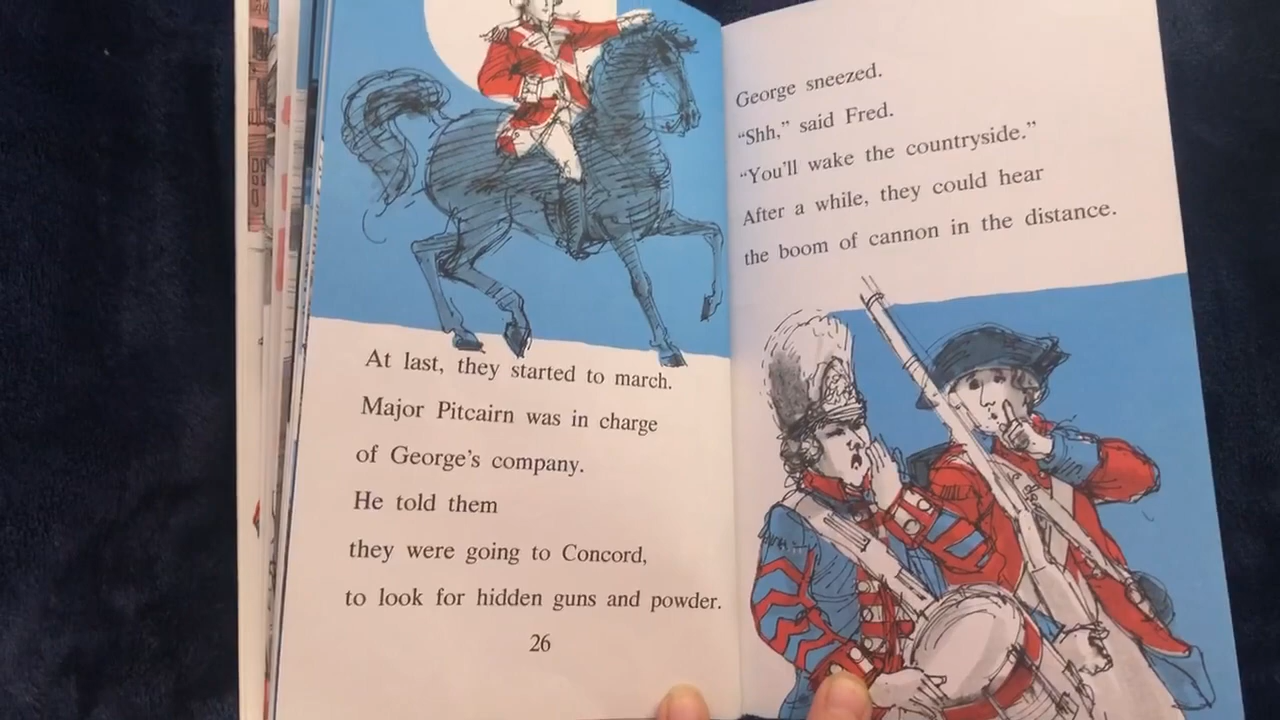 At last, they started to march.
Major Pitcairn was in charge
of George's company.
He told them
they were going to Concord,
to look for hidden guns and powder.
26
George sneezed.
“Shh,” said Fred.
“You'll wake the countryside.”
After a while, they could hear
the boom of cannon in the distance.